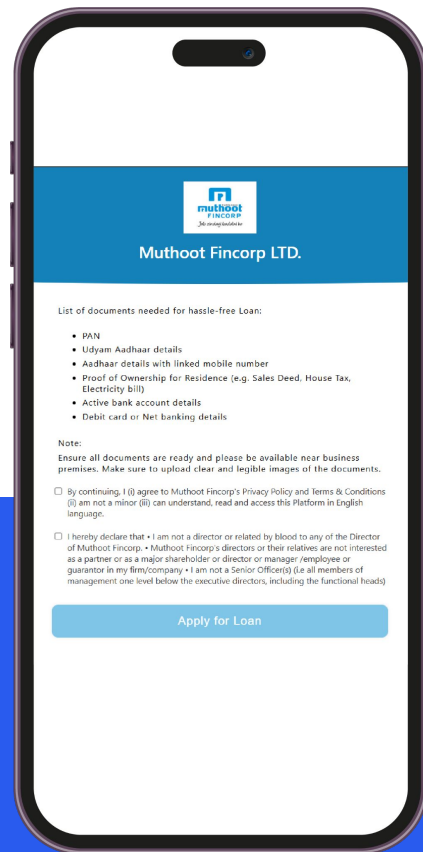 muthoot
FINCORP
Muthoot Fincorp LTD.
List of documents needed for hassle-free Loan:
• PAN
• Udyam Aadhaar details
• Aadhaar details with linked mobile number
• Proof of Ownership for Residence (e.g. Sales Deed, House Tax,
Electricity bill)
• Active bank account details
• Debit card or Net banking details
Note:
Ensure all documents are ready and please be available near business
premises. Make sure to upload clear and legible images of the documents.
By continuing, I (i) agree to Muthoot Fincorp's Privacy Policy and Terms & Conditions
(ii) am not a minor (iii) can understand, read and access this Platform in English
language.
I hereby declare that • I am not a director or related by blood to any of the Director
of Muthoot Fincorp. • Muthoot Fincorp's directors or their relatives are not interested
as a partner or as a major shareholder or director or manager /employee or
guarantor in my firm/company • I am not a Senior Officer(s) (i.e all members of
management one level below the executive directors, including the functional heads)
Apply for Loan